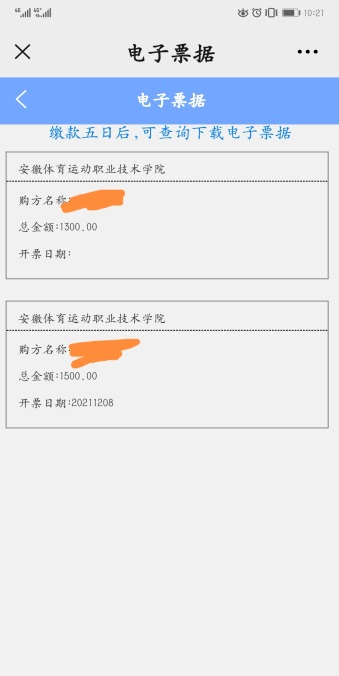 4G 4G+ 10:21
电子票据
电子票据
缴款五日后,可查询下载电子票据
安徽体育运动职业技术学院
购方名称:
总金额:1300.00
开票日期:
安徽体育运动职业技术学院
购方名称:
总金额:1500.00
开票日期:20211208